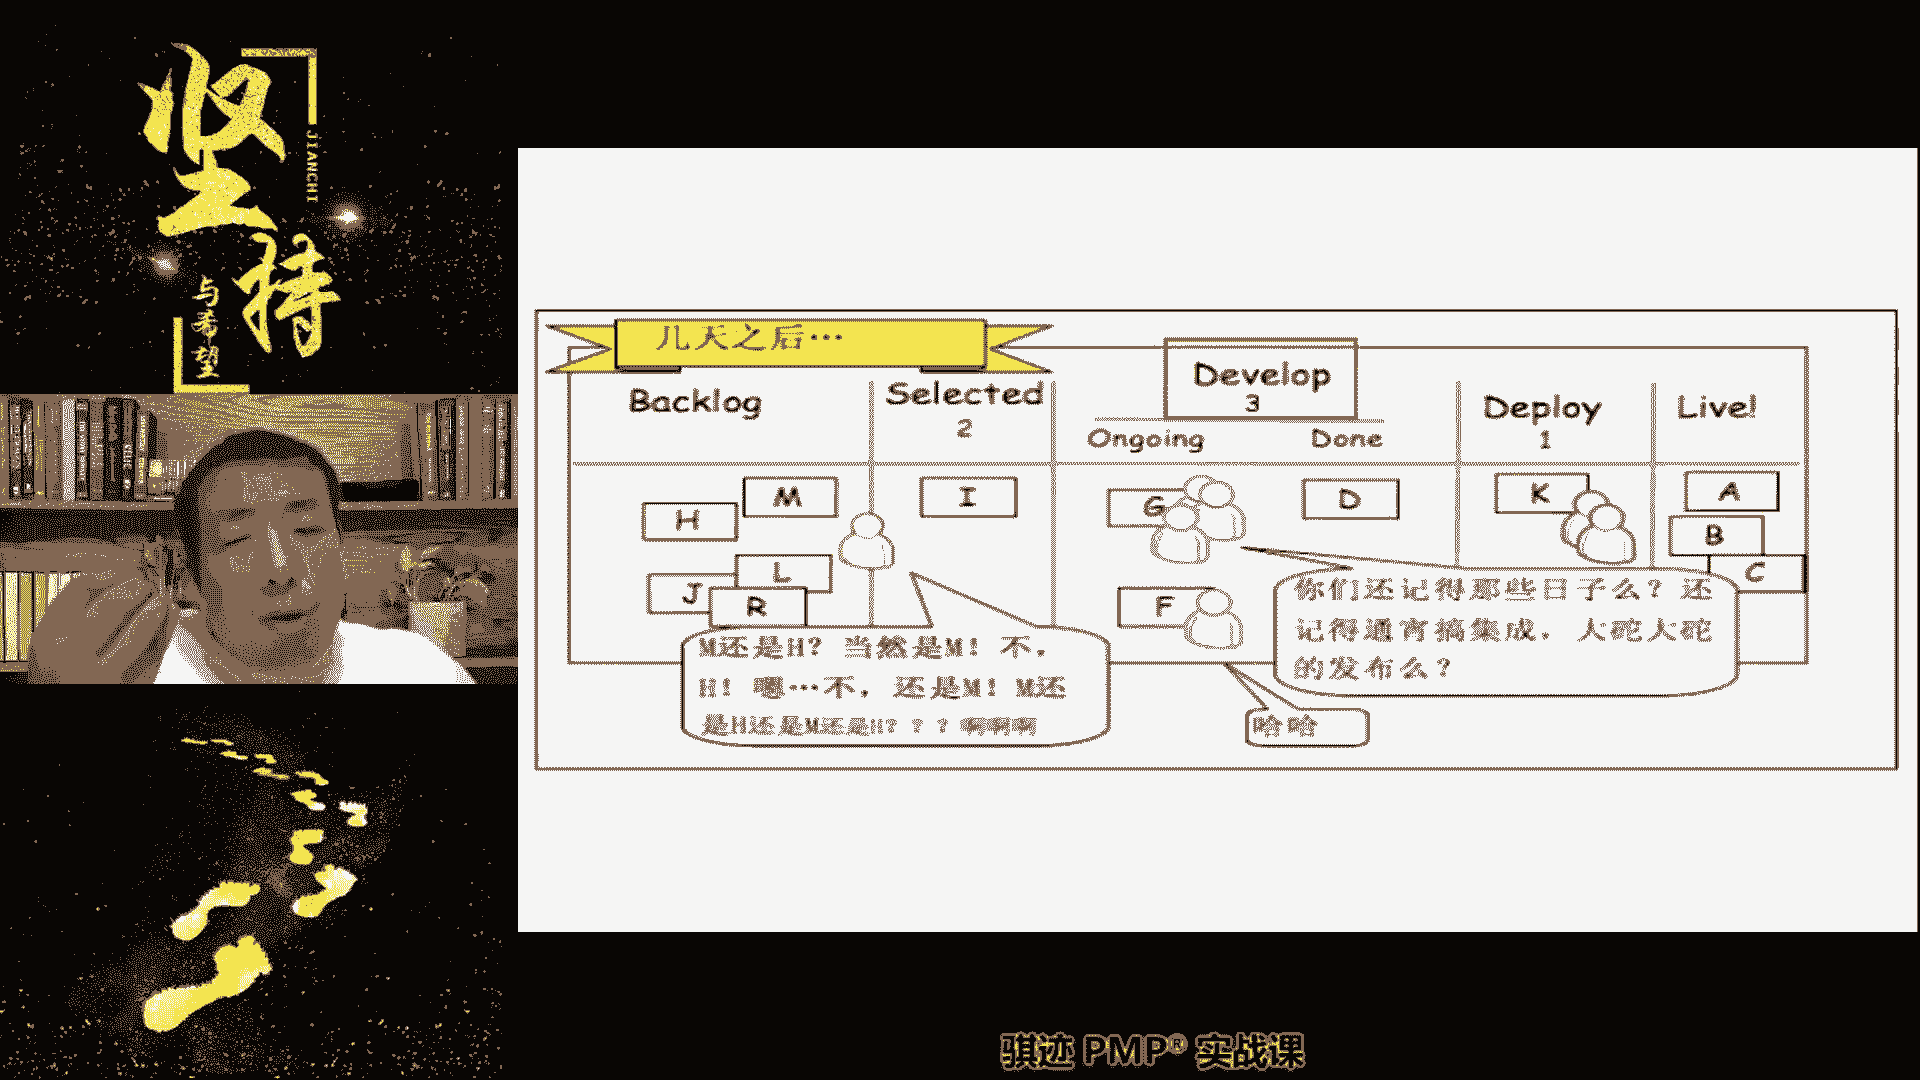 坚持
JIANCHI
与希望
几天之后…
Backlog
Selected
2
Develop
3
Ongoing
Done
Deploy
1
Live!
H
M
J
L
R
I
G
F
D
K
A
B
C
M还是H？当然是M！不，
H！嗯…不，还是M！M还
是H还是M还是H？？？啊啊啊
你们还记得那些日子么？还
记得通宵搞集成，大砣大砣
的发布么？
哈哈
骐迹 PMP® 实战课